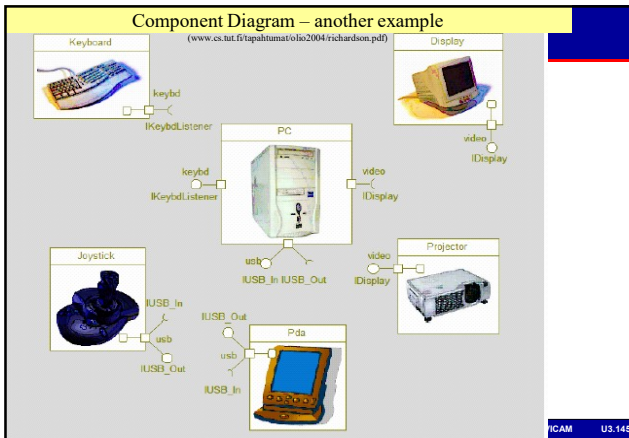 Component Diagram – another example
(www.cs.tut.fi/tapahtumat/olio2004/richardson.pdf)
Keyboard
keybd
IKeybdListener
Display
video
IDisplay
PC
keybd
IKeybdListener
video
IDisplay
usb
IUSB_In IUSB_Out
Joystick
IUSB_In
usb
IUSB_Out
Projector
video
IDisplay
Pda
IUSB_Out
usb
IUSB_In
VICAM U3.145